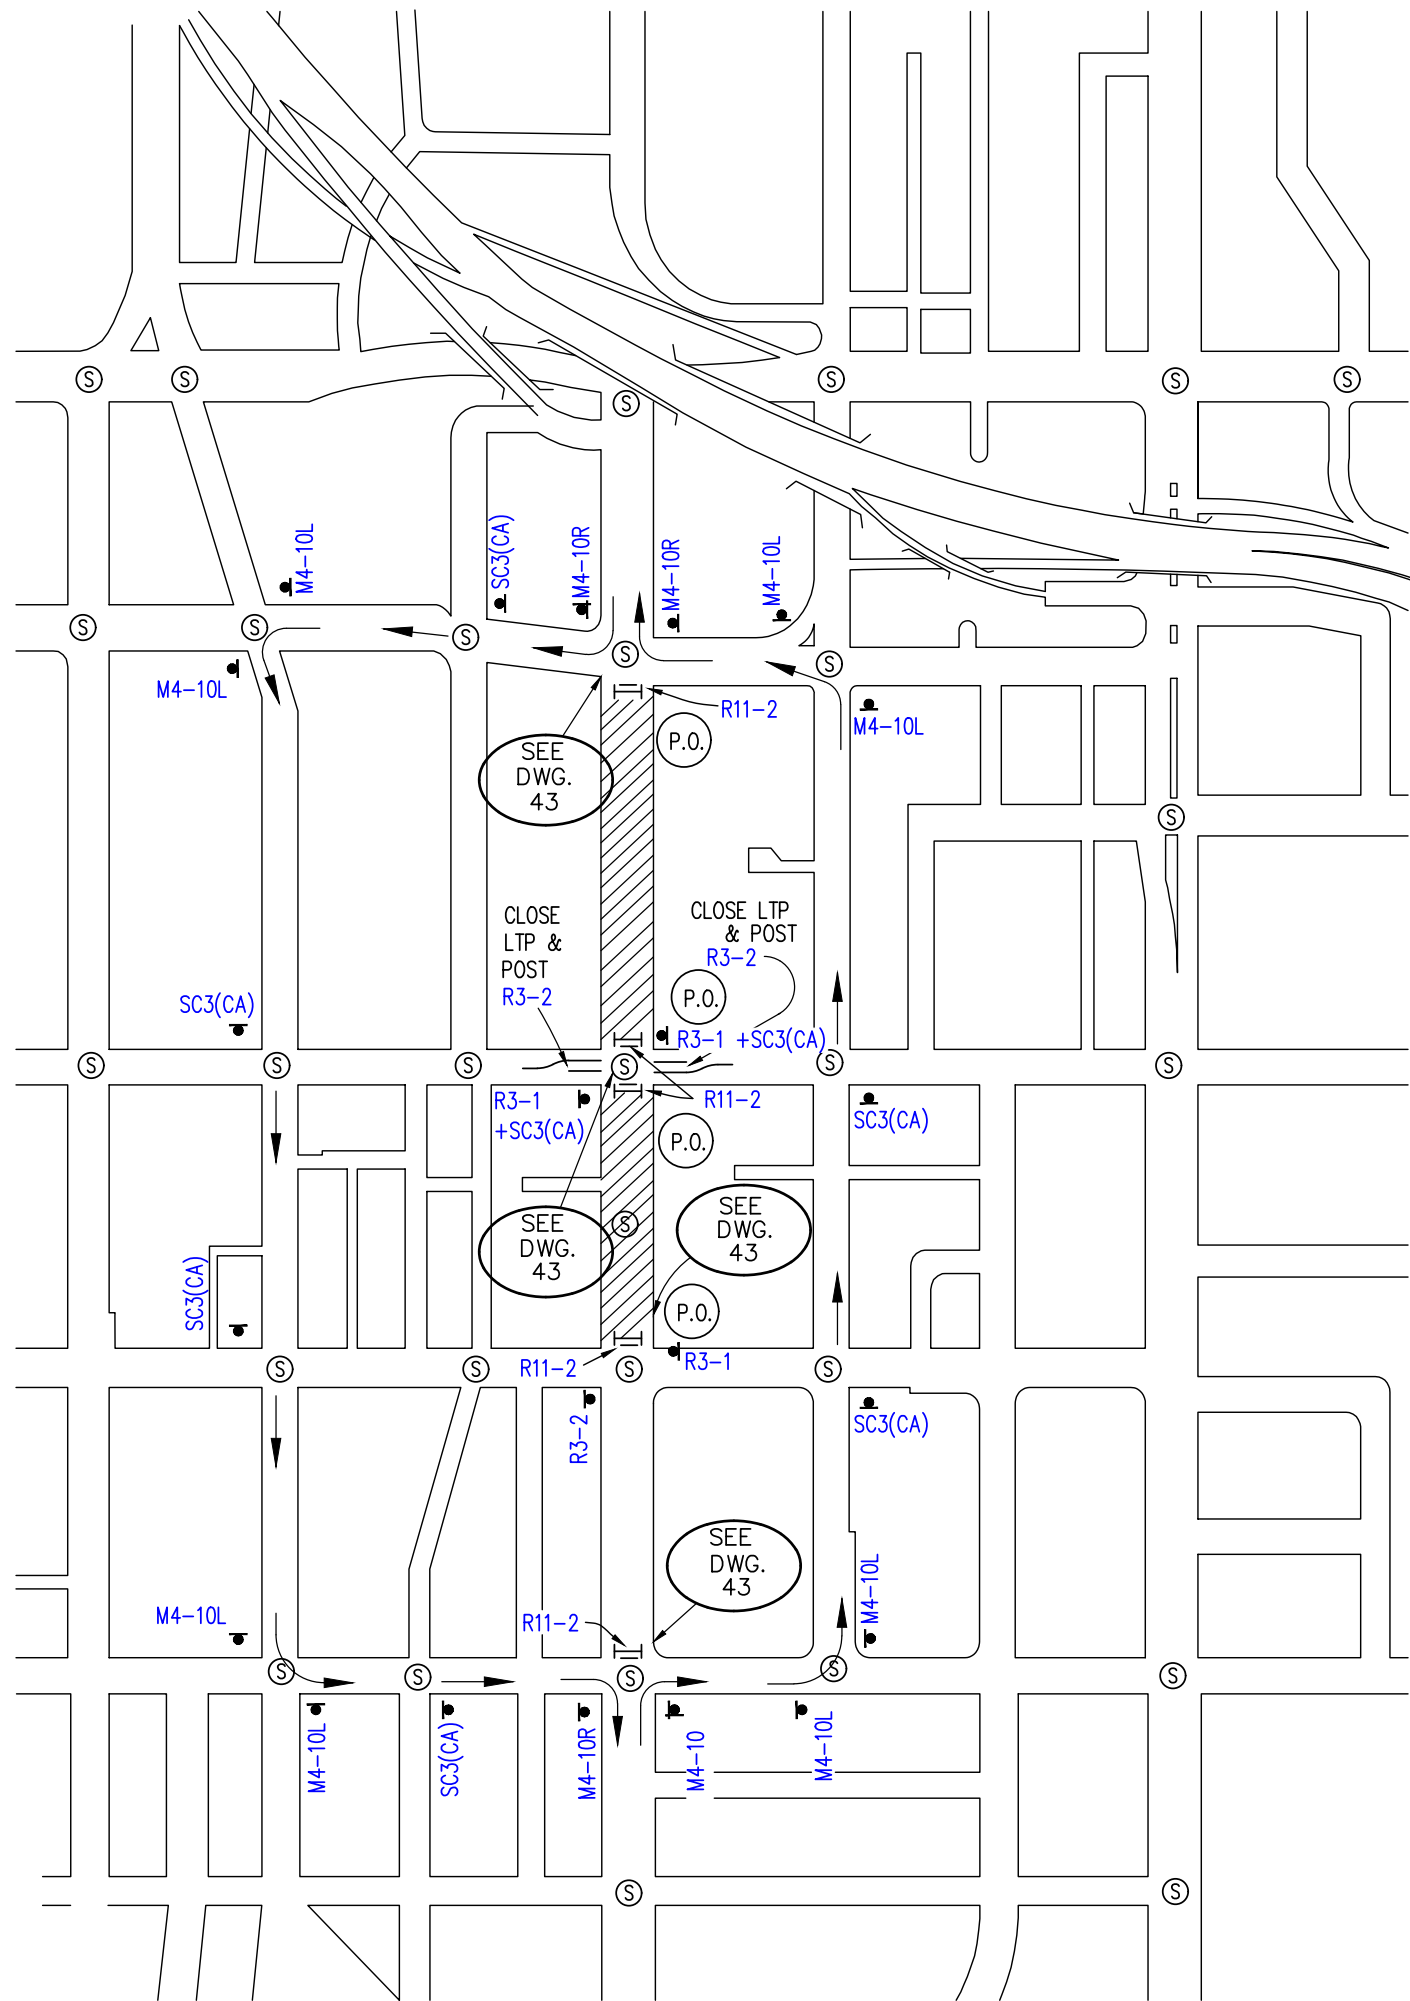 S
S
S
S
S
S
SC3(CA)
M4-10L
M4-10R
M4-10R
M4-10L
S
S
S
S
S
M4-10L
R11-2
M4-10L
P.O.
SEE
DWG.
43
S
CLOSE
LTP &
POST
R3-2
CLOSE LTP
& POST
R3-2
P.O.
SC3(CA)
R3-1 +SC3(CA)
S
S
S
S
S
S
R3-1
+SC3(CA)
R11-2
SC3(CA)
P.O.
SEE
DWG.
43
S
SEE
DWG.
43
SC3(CA)
P.O.
R11-2
R3-1
S
S
S
S
R3-2
SC3(CA)
SEE
DWG.
43
M4-10L
M4-10L
R11-2
S
S
S
S
S
M4-10L
SC3(CA)
M4-10R
M4-10
M4-10L
S
S